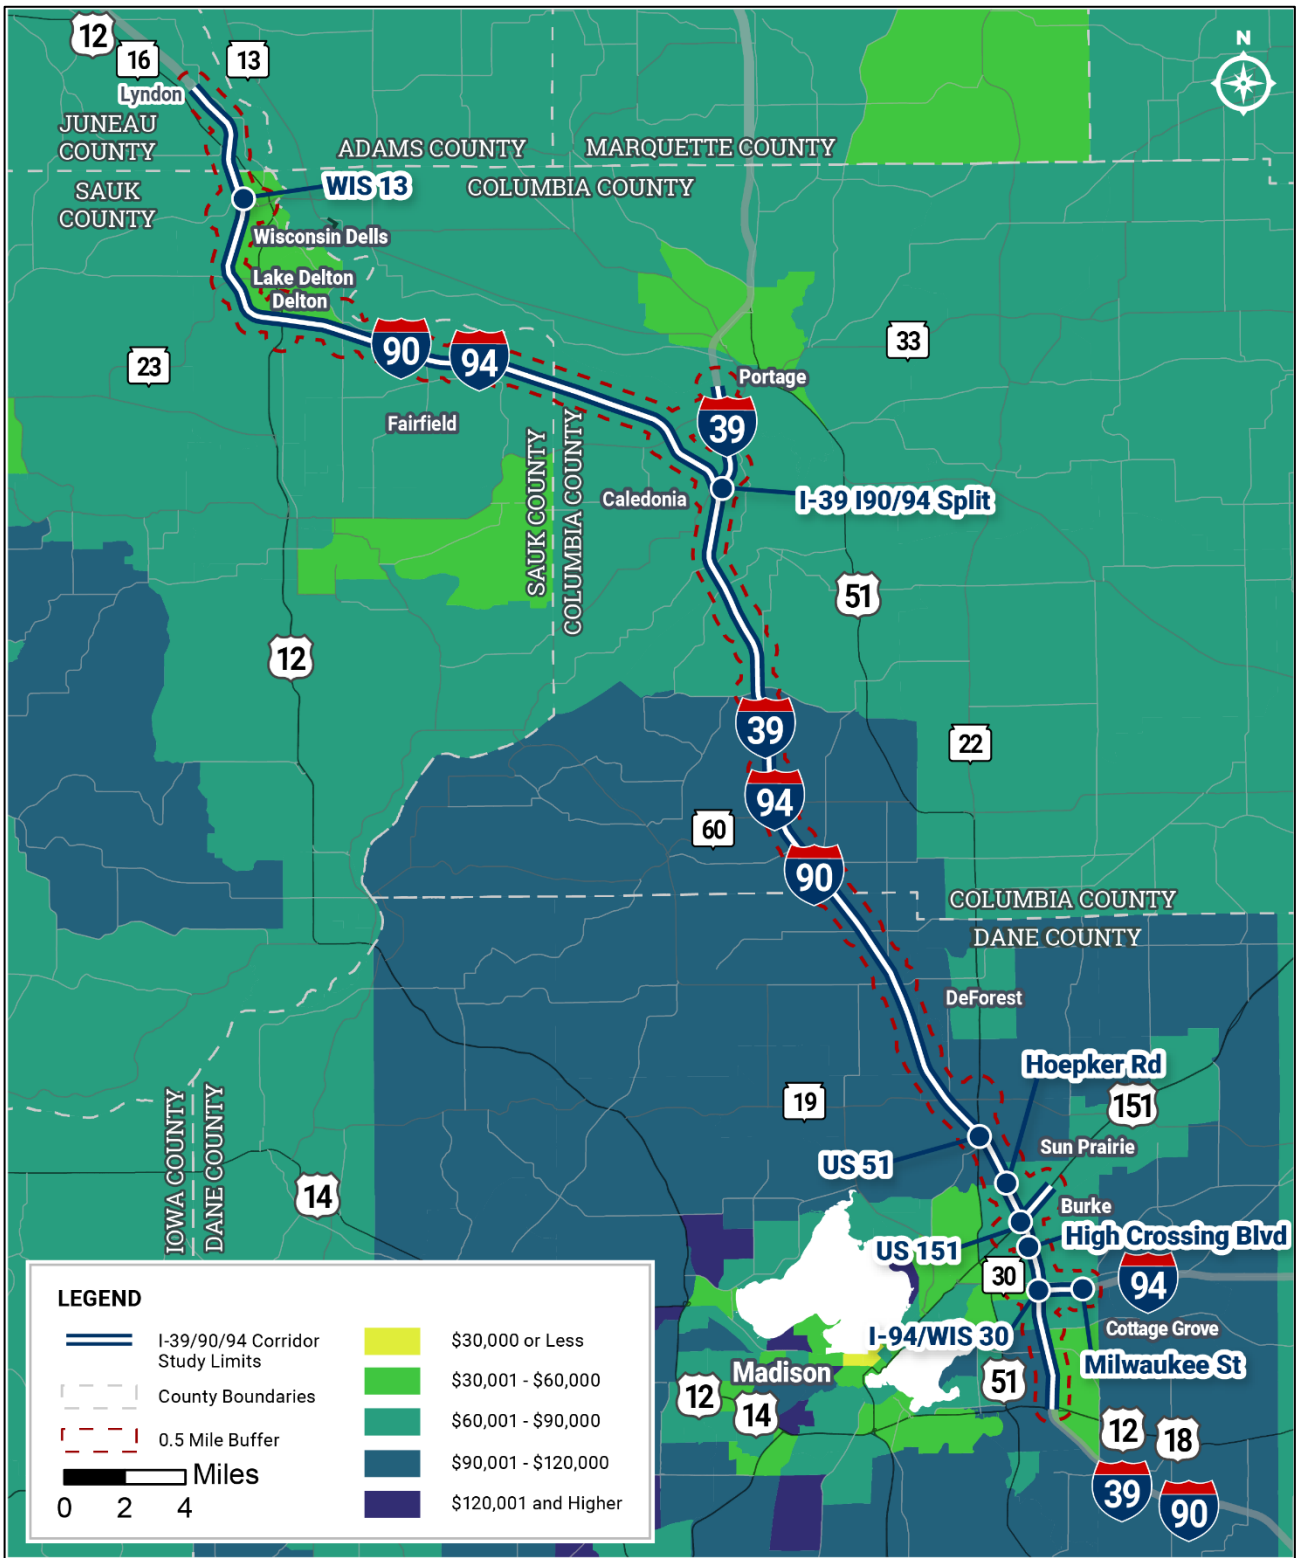 12
16
13
N
Lyndon
JUNEAU
COUNTY
ADAMS COUNTY
MARQUETTE COUNTY
SAUK
COUNTY
WIS 13
COLUMBIA COUNTY
Wisconsin Dells
Lake Delton
Delton
23
90
94
33
Portage
39
Fairfield
SAUK COUNTY
COLUMBIA COUNTY
Caledonia
I-39 I90/94 Split
51
12
39
22
94
60
90
COLUMBIA COUNTY
DANE COUNTY
DeForest
Hoepker Rd
19
151
Sun Prairie
US 51
IOWA COUNTY
DANE COUNTY
14
Burke
US 151
High Crossing Blvd
30
94
I-94/WIS 30
Cottage Grove
Milwaukee St
Madison
12
14
51
12
18
39
90
LEGEND
I-39/90/94 Corridor
Study Limits
County Boundaries
0.5 Mile Buffer
Miles
0 2 4
$30,000 or Less
$30,001 - $60,000
$60,001 - $90,000
$90,001 - $120,000
$120,001 and Higher